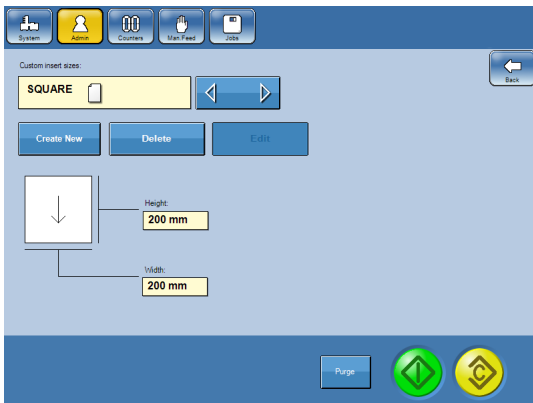 System Admin Counters Man Feed Jobs
Custom insert sizes:
SQUARE
Back
Create New Delete Edit
Height:
200 mm
Width:
200 mm
Purge
C